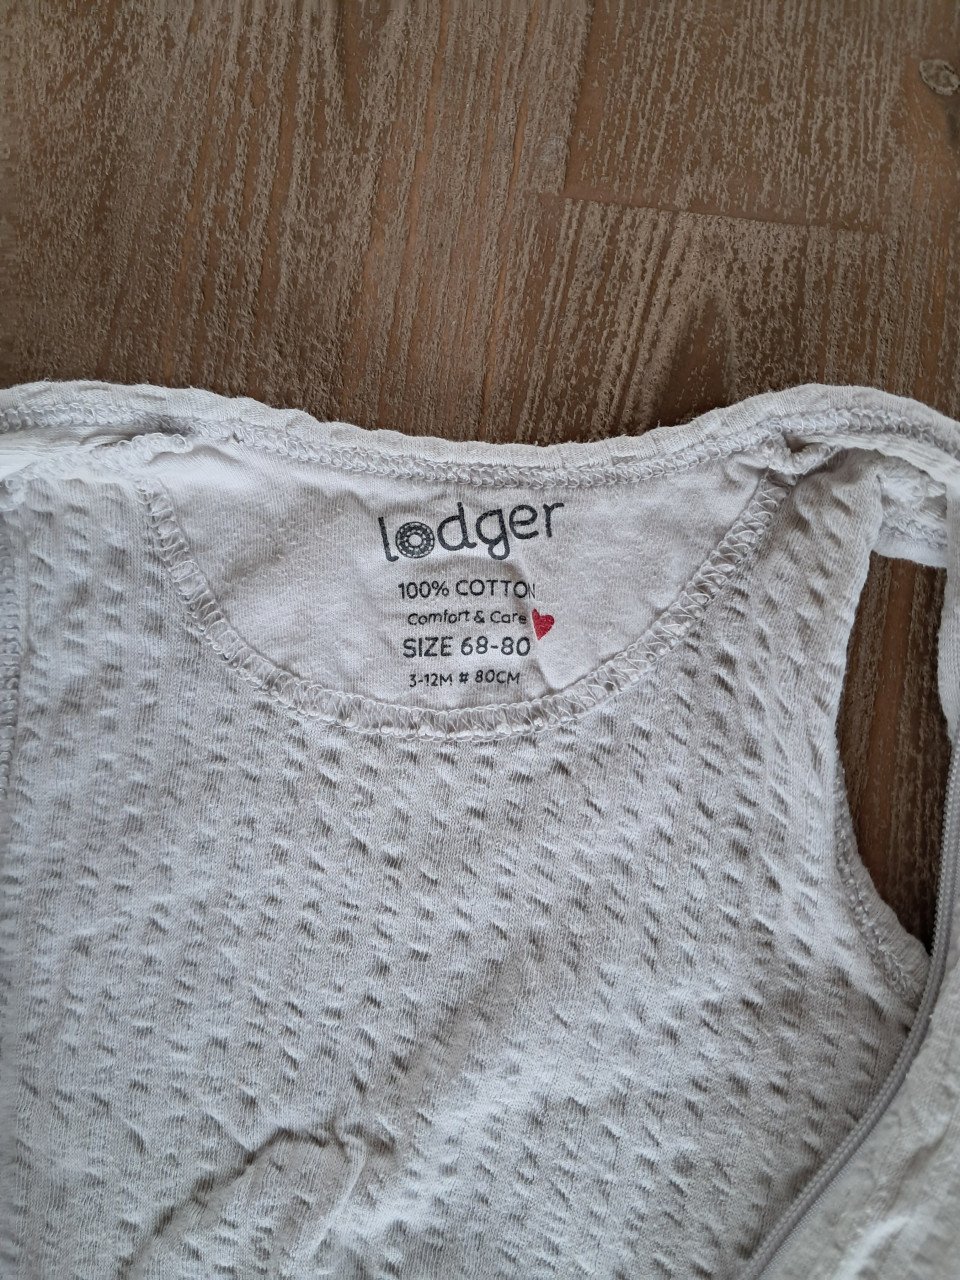 lodger
100% COTTON
Comfort & Care
SIZE 68-80
3-12M # 80CM